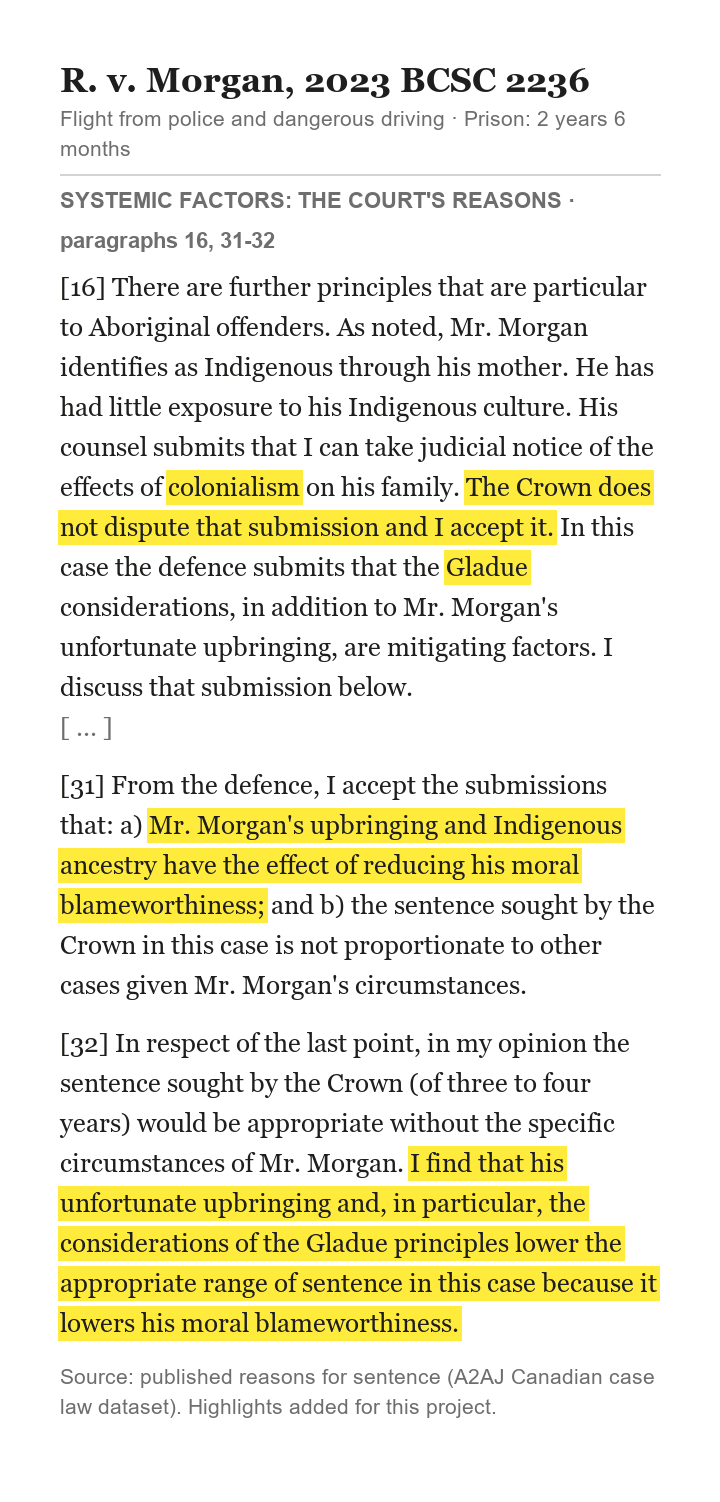 R. v. Morgan, 2023 BCSC 2236
Flight from police and dangerous driving · Prison: 2 years 6
months
SYSTEMIC FACTORS: THE COURT'S REASONS ·
paragraphs 16, 31-32
[16] There are further principles that are particular
to Aboriginal offenders. As noted, Mr. Morgan
identifies as Indigenous through his mother. He has
had little exposure to his Indigenous culture. His
counsel submits that I can take judicial notice of the
effects of colonialism on his family. The Crown does
not dispute that submission and I accept it. In this
case the defence submits that the Gladue
considerations, in addition to Mr. Morgan's
unfortunate upbringing, are mitigating factors. I
discuss that submission below.
[ ... ]
[31] From the defence, I accept the submissions
that: a) Mr. Morgan's upbringing and Indigenous
ancestry have the effect of reducing his moral
blameworthiness; and b) the sentence sought by the
Crown in this case is not proportionate to other
cases given Mr. Morgan's circumstances.
[32] In respect of the last point, in my opinion the
sentence sought by the Crown (of three to four
years) would be appropriate without the specific
circumstances of Mr. Morgan. I find that his
unfortunate upbringing and, in particular, the
considerations of the Gladue principles lower the
appropriate range of sentence in this case because it
lowers his moral blameworthiness.
Source: published reasons for sentence (A2AJ Canadian case
law dataset). Highlights added for this project.